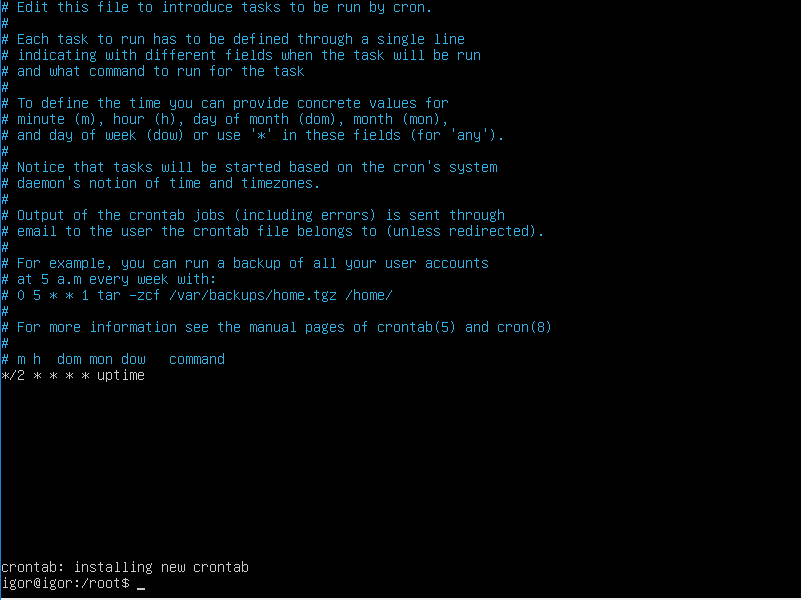 # Edit this file to introduce tasks to be run by cron.
#
# Each task to run has to be defined through a single line
# indicating with different fields when the task will be run
# and what command to run for the task
#
# To define the time you can provide concrete values for
# minute (m), hour (h), day of month (dom), month (mon),
# and day of week (dow) or use '*' in these fields (for 'any').
#
# Notice that tasks will be started based on the cron's system
# daemon's notion of time and timezones.
#
# Output of the crontab jobs (including errors) is sent through
# email to the user the crontab file belongs to (unless redirected).
#
# For example, you can run a backup of all your user accounts
# at 5 a.m every week with:
# 0 5 * * 1 tar -zcf /var/backups/home.tgz /home/
#
# For more information see the manual pages of crontab(5) and cron(8)
#
# m h  dom mon dow   command
*/2 * * * * uptime
crontab: installing new crontab
igor@igor:/root$ _